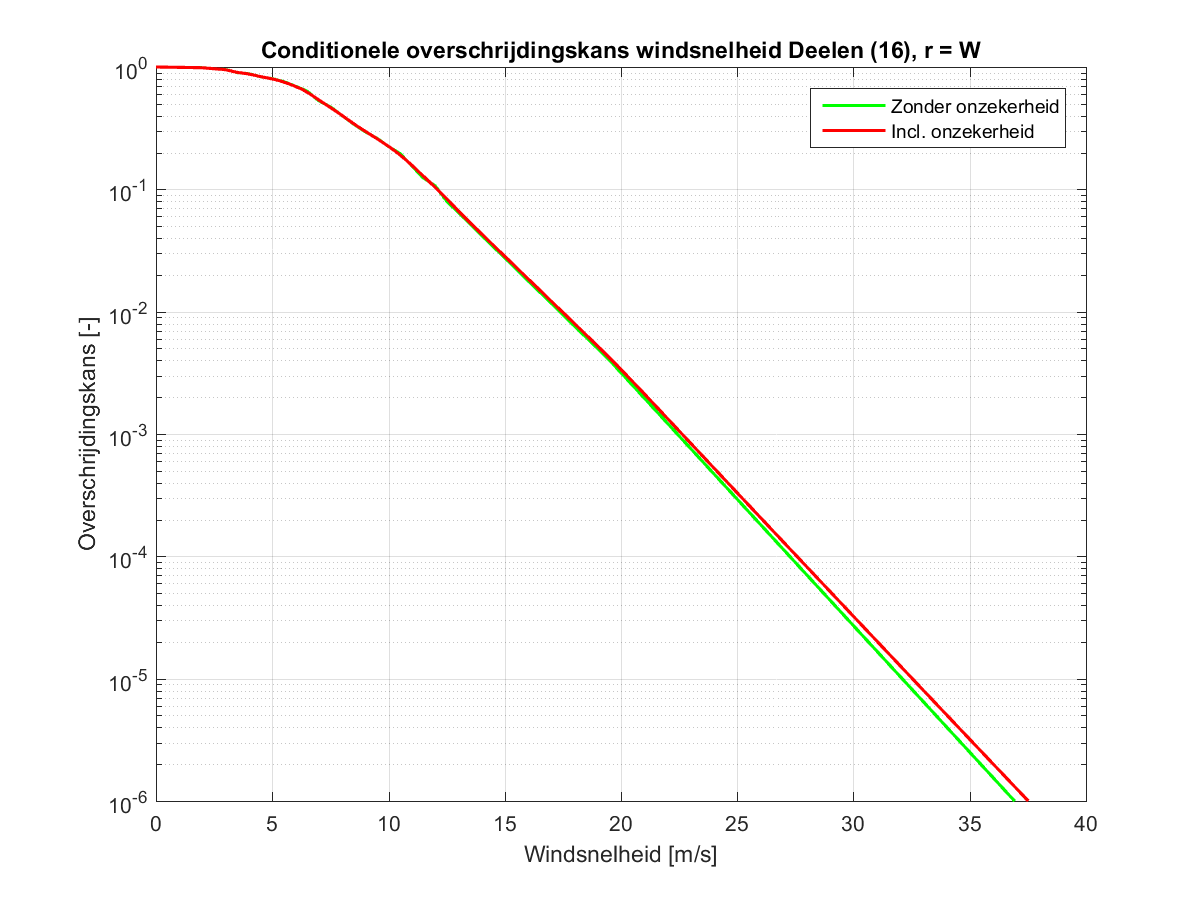 Conditionele overschrijdingskans windsnelheid Deelen (16), r = W
Zonder onzekerheid
Incl. onzekerheid
Overschrijdingskans [-]
10^0
10^-1
10^-2
10^-3
10^-4
10^-5
10^-6
0 5 10 15 20 25 30 35 40
Windsnelheid [m/s]